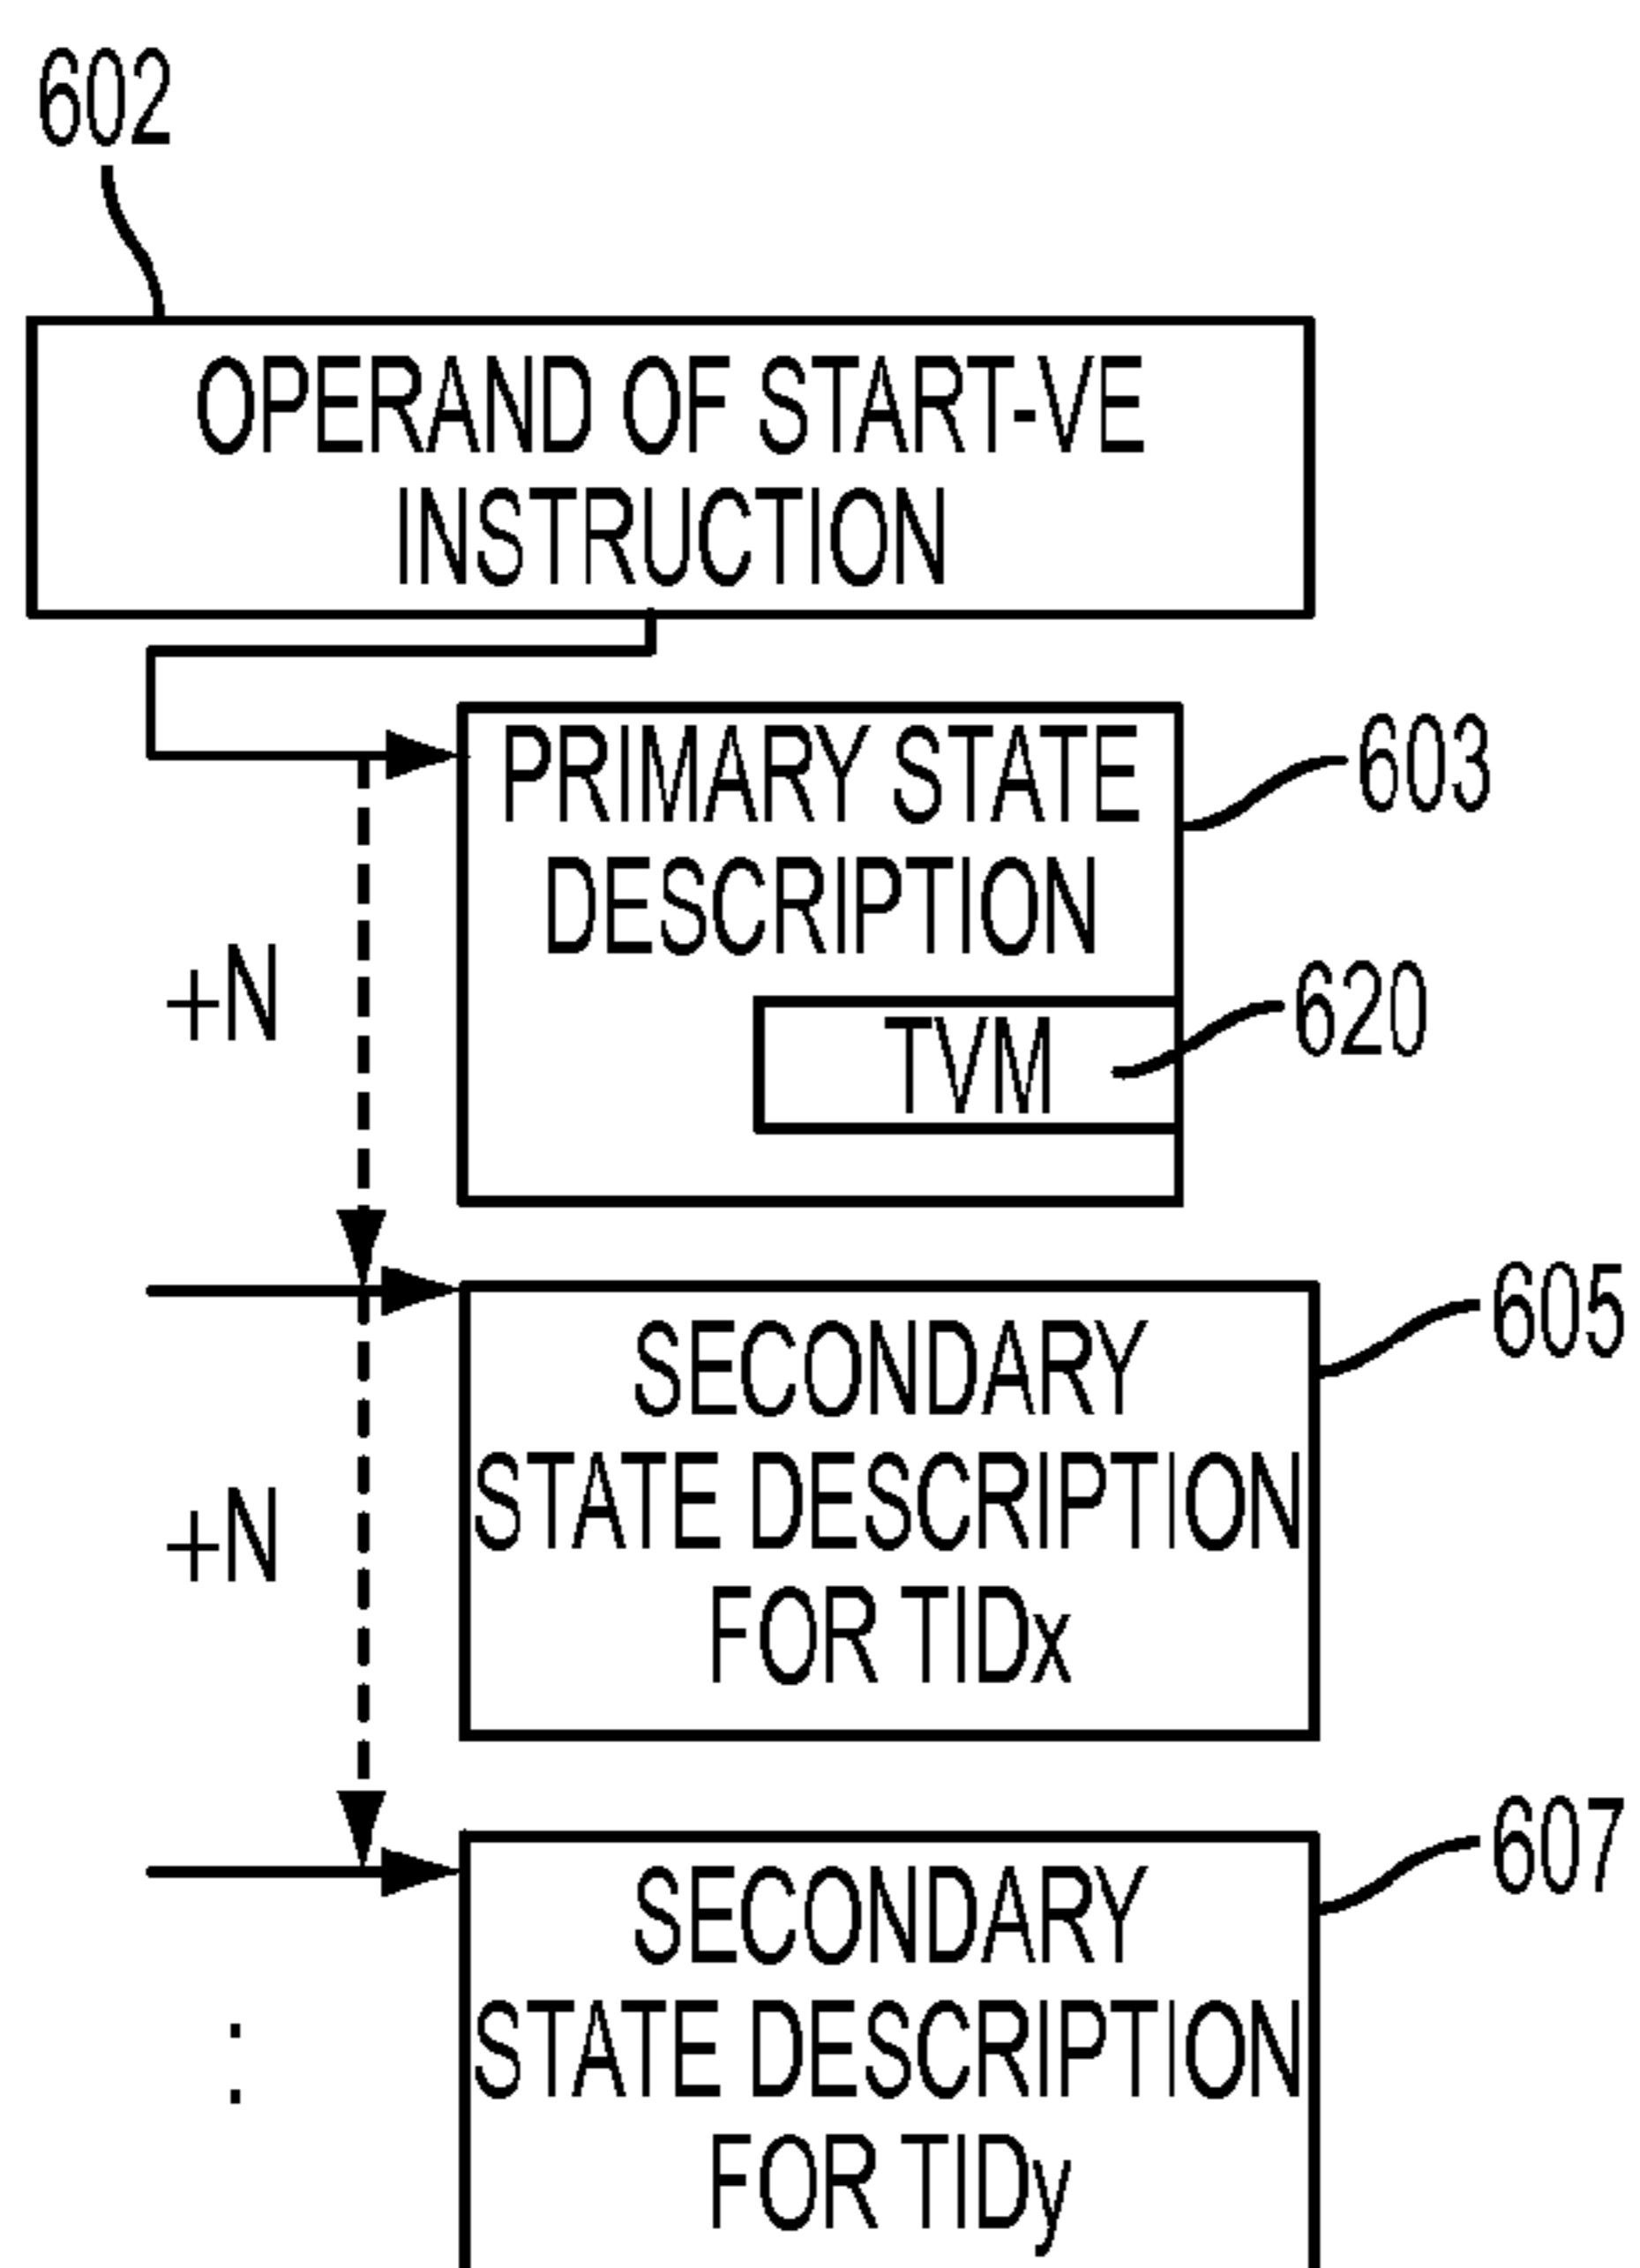 602
OPERAND OF START-VE
INSTRUCTION
PRIMARY STATE
DESCRIPTION
603
+N
TVM
620
SECONDARY
STATE DESCRIPTION
FOR TIDx
605
+N
SECONDARY
STATE DESCRIPTION
FOR TIDy
607
: